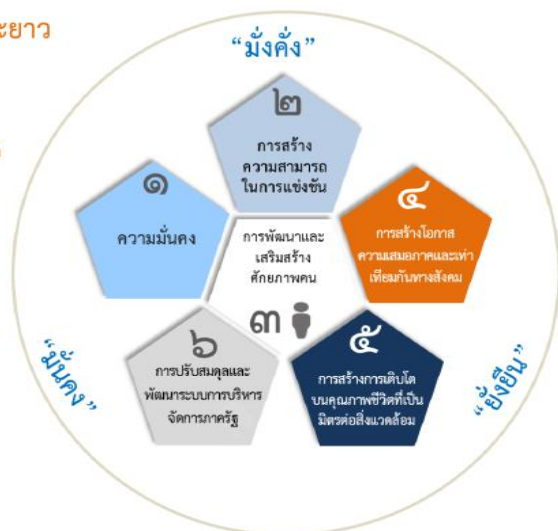 ะยาว
“มั่งคั่ง”
๒
การสร้าง
ความสามารถ
ในการแข่งขัน
๑
ความมั่นคง
๔
การสร้างโอกาส
ความเสมอภาคและเท่า
เทียมกันทางสังคม
การพัฒนาและ
เสริมสร้าง
ศักยภาพคน
๓
๖
การปรับสมดุลและ
พัฒนาระบบการบริหาร
จัดการภาครัฐ
๕
การสร้างการเติบโต
บนคุณภาพชีวิตที่เป็น
มิตรต่อสิ่งแวดล้อม
“มั่นคง”
“ยั่งยืน”